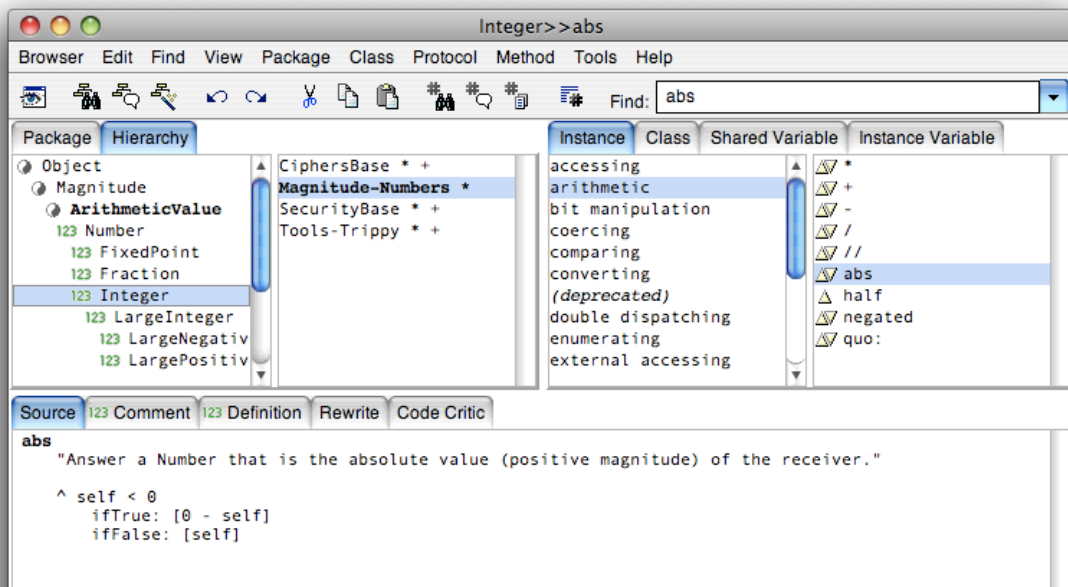 Integer>>abs
Browser Edit Find View Package Class Protocol Method Tools Help
Find: abs
Package Hierarchy
Object
Magnitude
ArithmeticValue
123 Number
123 FixedPoint
123 Fraction
123 Integer
123 LargeInteger
123 LargeNegativ
123 LargePositiv
CiphersBase * +
Magnitude-Numbers *
SecurityBase * +
Tools-Trippy * +
Instance Class Shared Variable Instance Variable
accessing
arithmetic
bit manipulation
coercing
comparing
converting
(deprecated)
double dispatching
enumerating
external accessing
*
+
-
/
//
abs
half
negated
quo:
Source 123 Comment 123 Definition Rewrite Code Critic
abs
"Answer a Number that is the absolute value (positive magnitude) of the receiver."
^ self < 0
ifTrue: [0 - self]
ifFalse: [self]